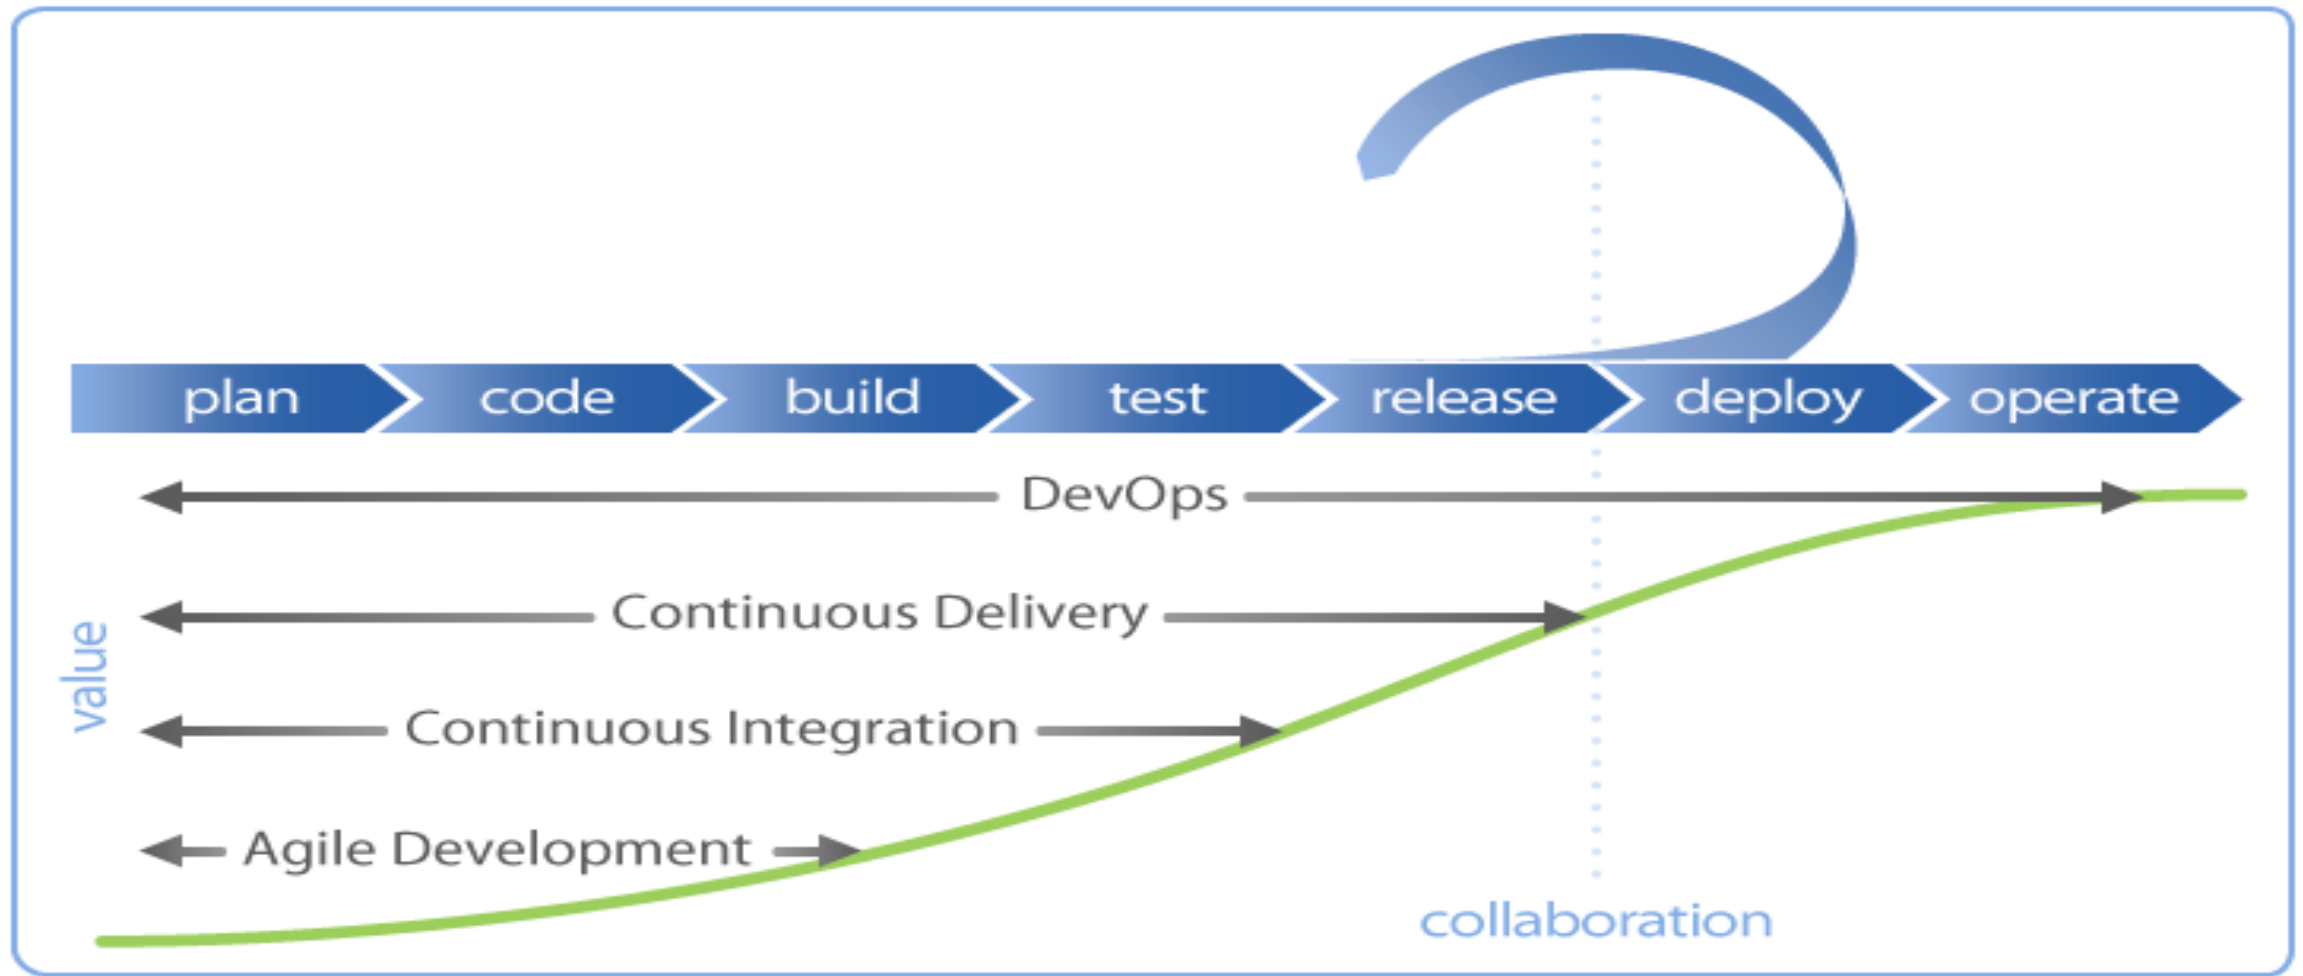 plan code build test release deploy operate
DevOps
Continuous Delivery
value
Continuous Integration
Agile Development
collaboration